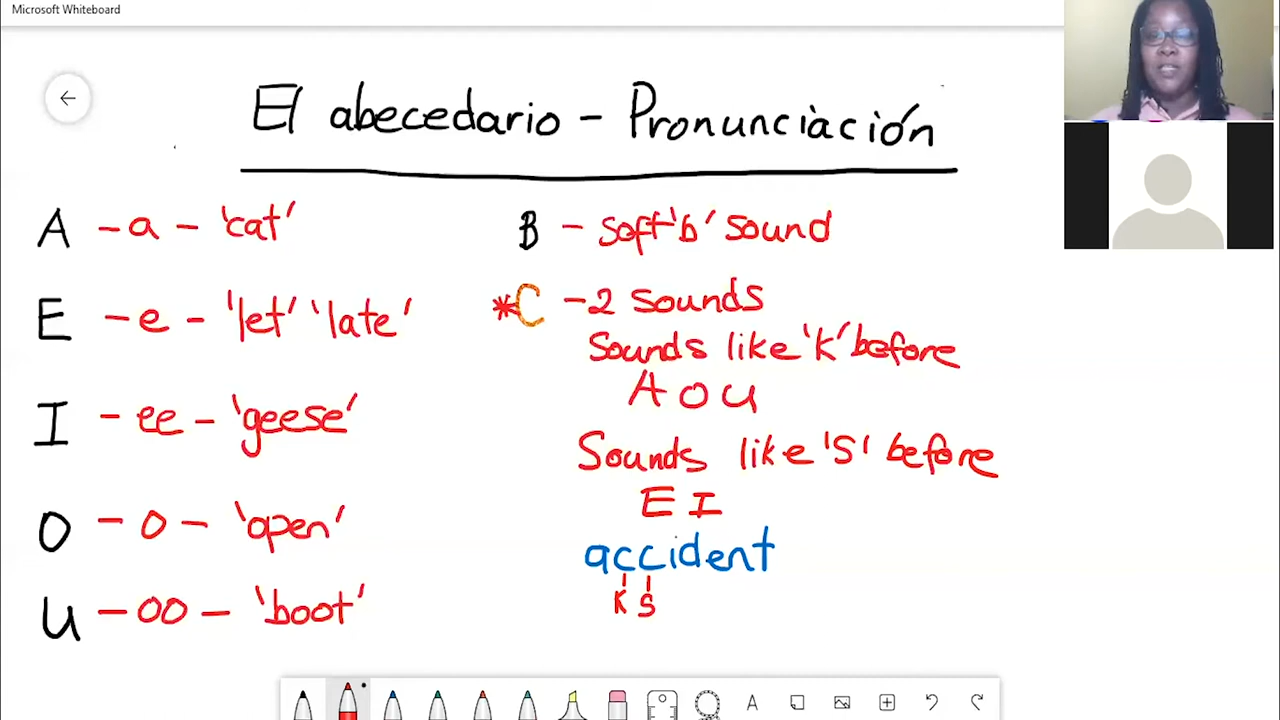 Microsoft Whiteboard
El abecedario - Pronunciación
A - a - 'cat'
E - e - 'let' 'late'
I - ee - 'geese'
O - o - 'open'
U - oo - 'boot'
B - soft 'b' sound
*C - 2 sounds
Sounds like 'K' before
A O U
Sounds like 'S' before
E I
accident
K S
A